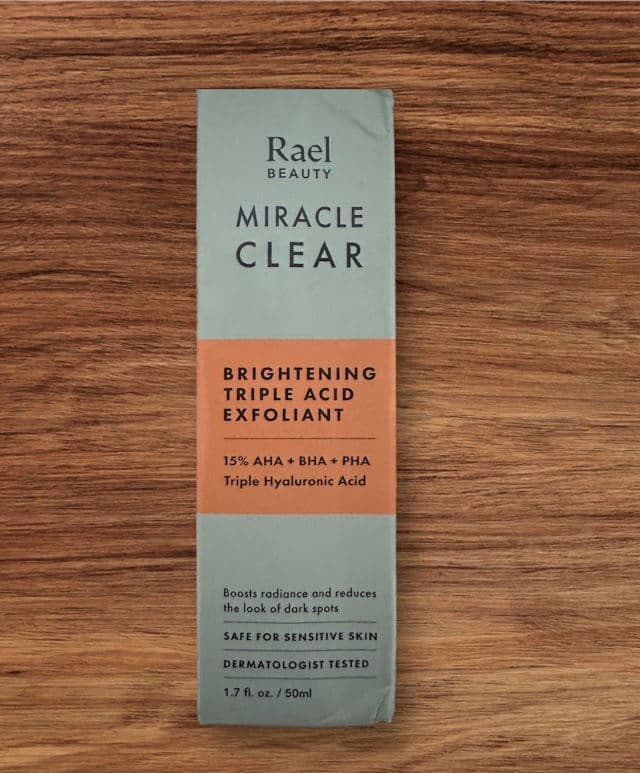 Rael
BEAUTY
MIRACLE
CLEAR
BRIGHTENING
TRIPLE ACID
EXFOLIANT
15% AHA + BHA + PHA
Triple Hyaluronic Acid
Boosts radiance and reduces
the look of dark spots
SAFE FOR SENSITIVE SKIN
DERMATOLOGIST TESTED
1.7 fl. oz. / 50ml